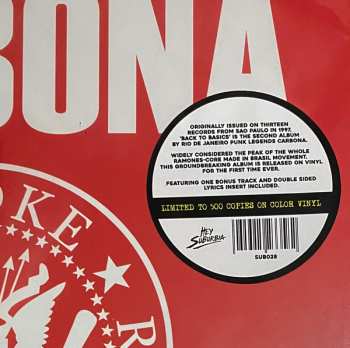 BONA
ORIGINALLY ISSUED ON THIRTEEN
RECORDS FROM SAO PAULO IN 1997,
'BACK TO BASICS' IS THE SECOND ALBUM
BY RIO DE JANEIRO PUNK LEGENDS CARBONA.
WIDELY CONSIDERED THE PEAK OF THE WHOLE
RAMONES-CORE MADE IN BRASIL MOVEMENT,
THIS GROUNDBREAKING ALBUM IS RELEASED ON VINYL
FOR THE FIRST TIME EVER.
FEATURING ONE BONUS TRACK AND DOUBLE SIDED
LYRICS INSERT INCLUDED.
LIMITED TO 500 COPIES ON COLOR VINYL
HEY
SUBURBIA
SUB028
RKE
R